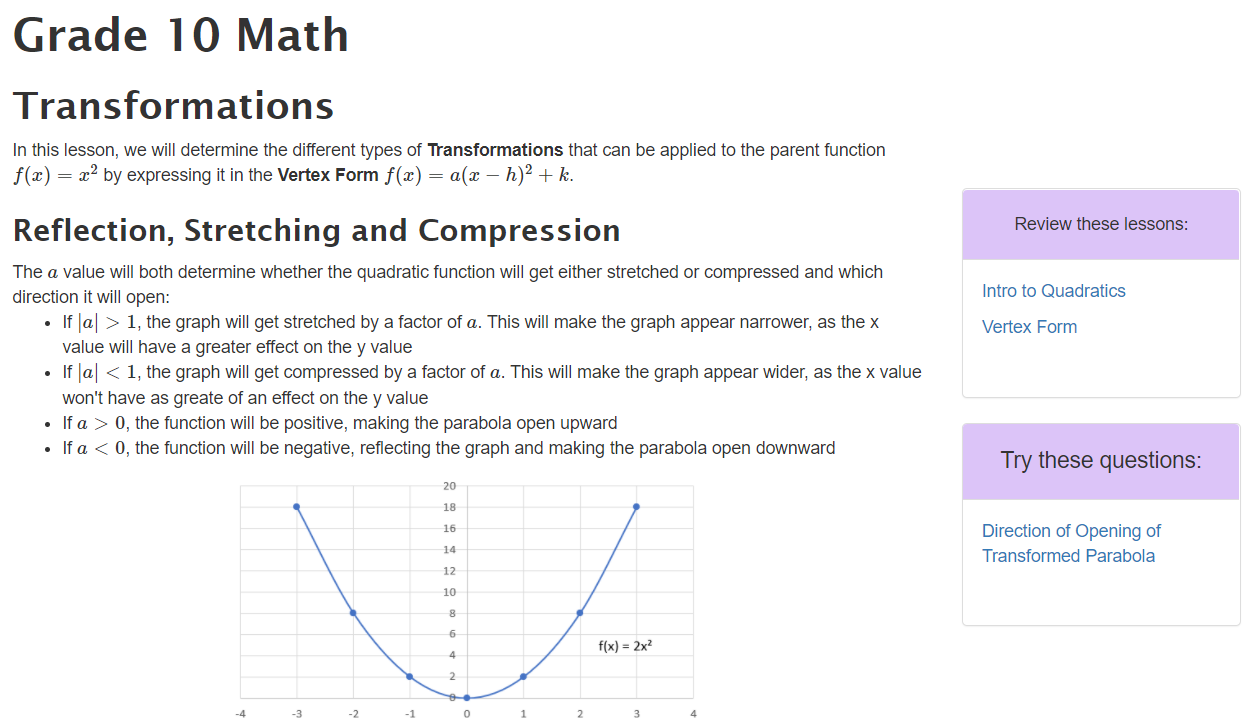 Grade 10 Math
Transformations
In this lesson, we will determine the different types of Transformations that can be applied to the parent function
f(x) = x² by expressing it in the Vertex Form f(x) = a(x − h)² + k.
Reflection, Stretching and Compression
The a value will both determine whether the quadratic function will get either stretched or compressed and which
direction it will open:
• If |a| > 1, the graph will get stretched by a factor of a. This will make the graph appear narrower, as the x
value will have a greater effect on the y value
• If |a| < 1, the graph will get compressed by a factor of a. This will make the graph appear wider, as the x value
won't have as greate of an effect on the y value
• If a > 0, the function will be positive, making the parabola open upward
• If a < 0, the function will be negative, reflecting the graph and making the parabola open downward
20
18
16
14
12
10
8
6
4
2
0
f(x) = 2x²
-4 -3 -2 -1 0 1 2 3 4
Review these lessons:
Intro to Quadratics
Vertex Form
Try these questions:
Direction of Opening of
Transformed Parabola